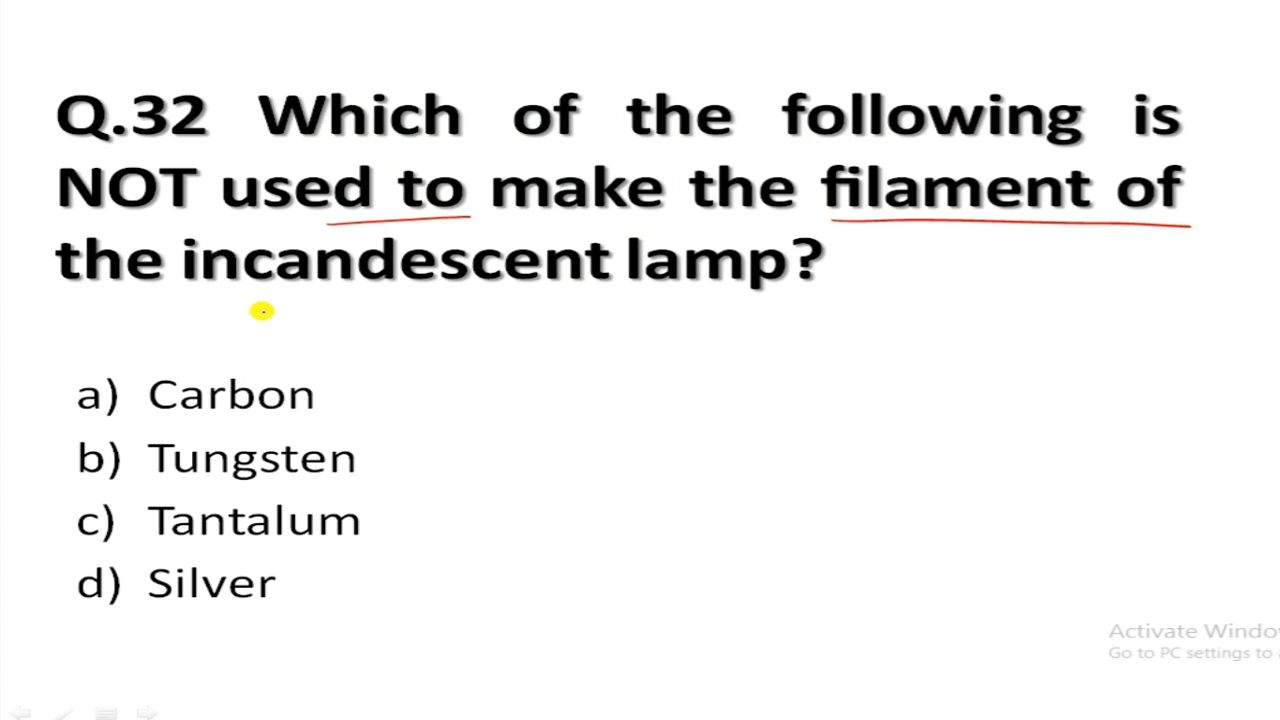 Q.32 Which of the following is
NOT used to make the filament of
the incandescent lamp?
a) Carbon
b) Tungsten
c) Tantalum
d) Silver
Activate Windo
Go to PC settings to